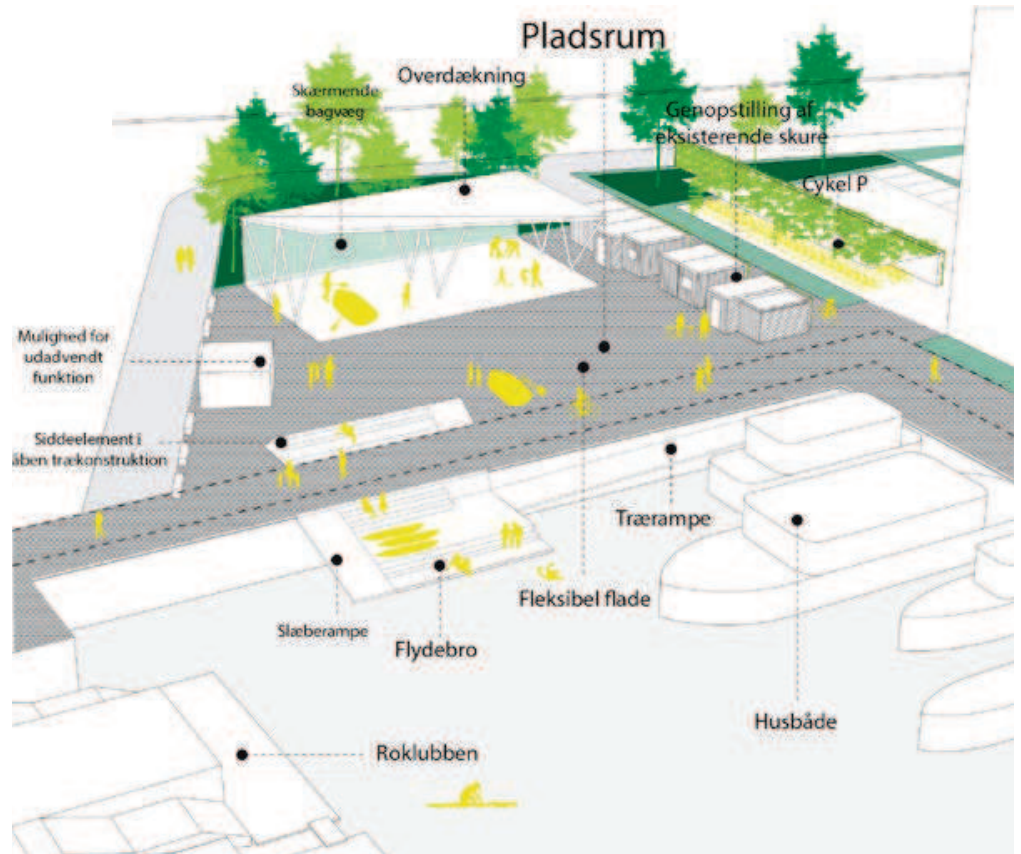 Pladsrum
Overdækning
Skærmende
bagvæg
Genopstilling af
eksisterende skure
Cykel P
Mulighed for
udadvendt
funktion
Siddeelement i
åben trækonstruktion
Trærampe
Fleksibel flade
Slæberampe
Flydebro
Husbåde
Roklubben